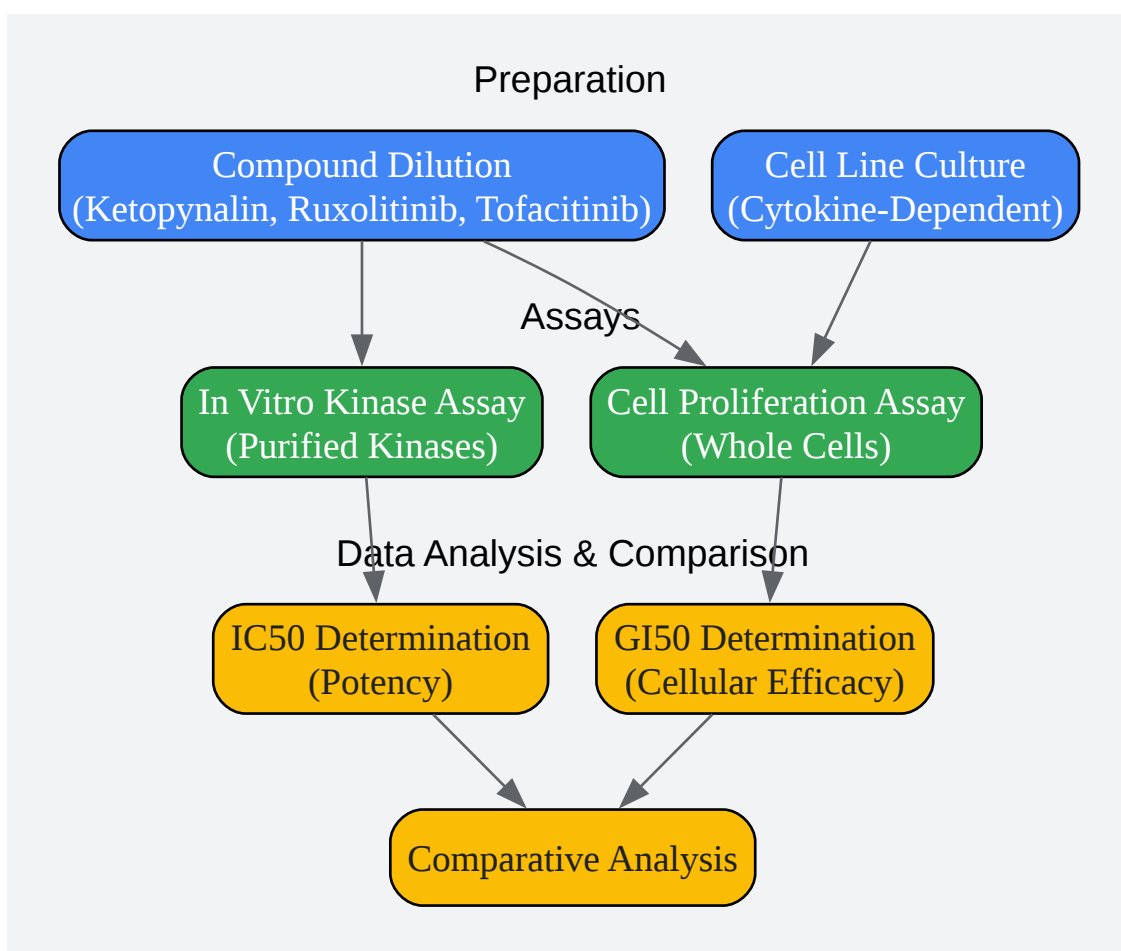 Preparation
Compound Dilution
(Ketopynalin, Ruxolitinib, Tofacitinib)
Cell Line Culture
(Cytokine-Dependent)
Assays
In Vitro Kinase Assay
(Purified Kinases)
Cell Proliferation Assay
(Whole Cells)
Data Analysis & Comparison
IC50 Determination
(Potency)
GI50 Determination
(Cellular Efficacy)
Comparative Analysis